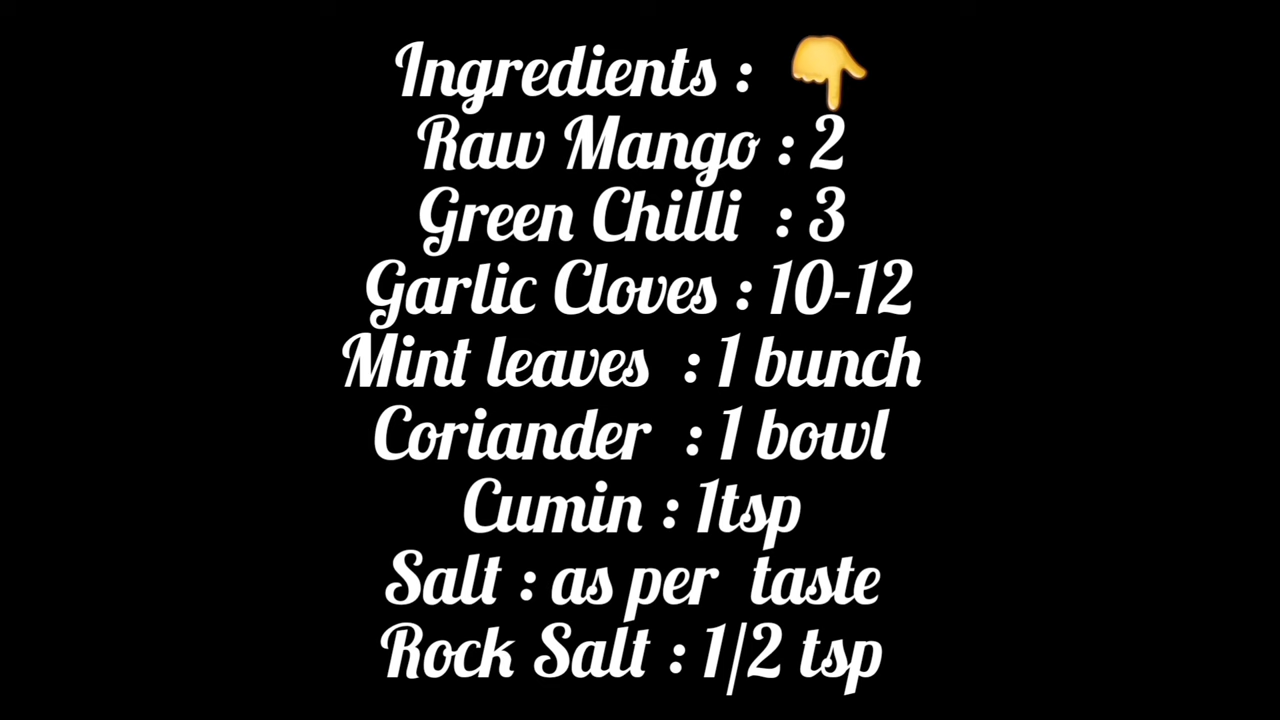 Ingredients : 👇
Raw Mango : 2
Green Chilli : 3
Garlic Cloves : 10-12
Mint leaves : 1 bunch
Coriander : 1 bowl
Cumin : 1tsp
Salt : as per taste
Rock Salt : 1/2 tsp